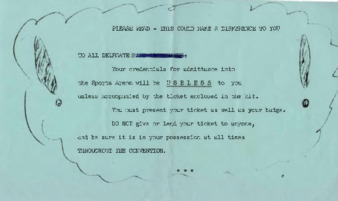 PLEASE READ - THIS COULD MAKE A DIFFERENCE TO YOU
TO ALL DELEGATE
Your credentials for admittance into
the Sports Arena will be USELESS to you
unless accompanied by the ticket enclosed in the kit.
You must present your ticket as well as your badge.
DO NOT give or lend your ticket to anyone,
and be sure it is in your possession at all times
THROUGHOUT THE CONVENTION.
***